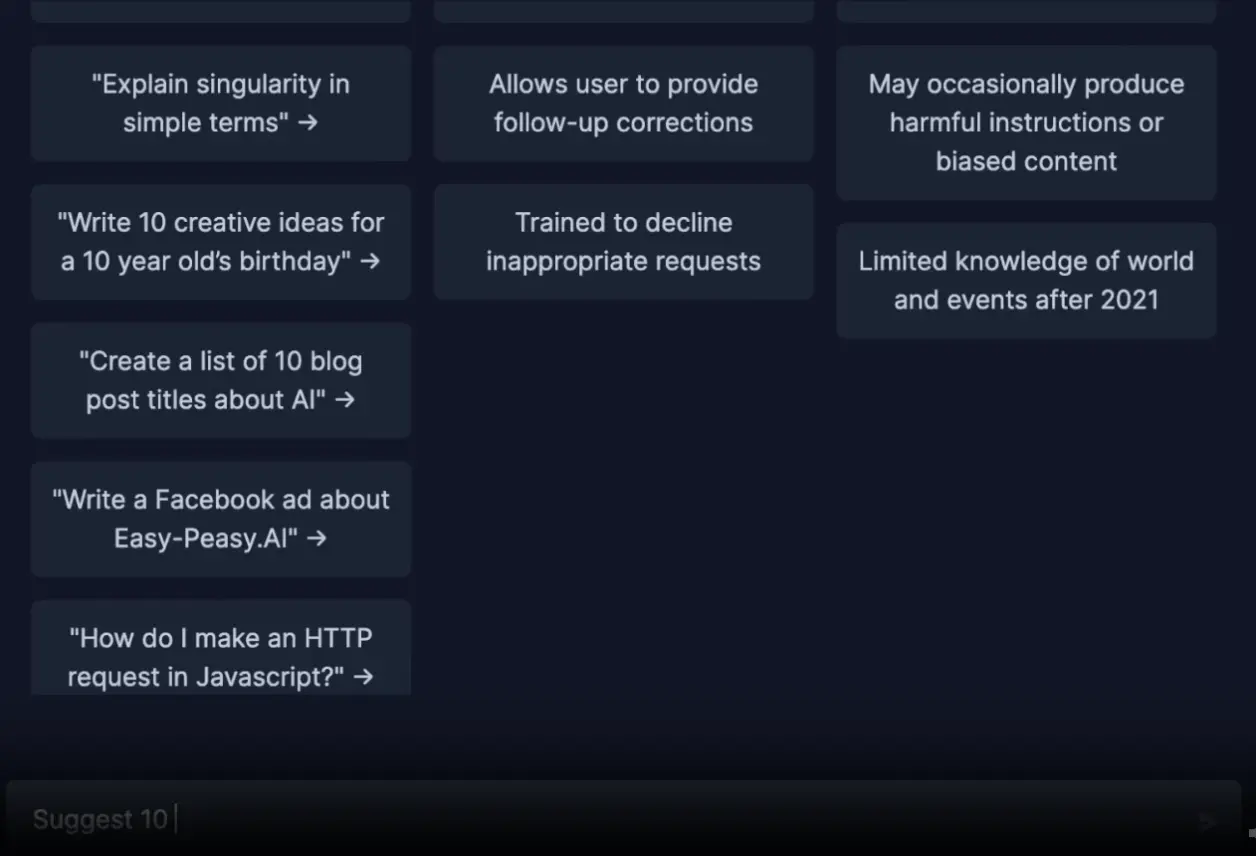 "Explain singularity in
simple terms" →
"Write 10 creative ideas for
a 10 year old’s birthday" →
"Create a list of 10 blog
post titles about AI" →
"Write a Facebook ad about
Easy-Peasy.AI" →
"How do I make an HTTP
request in Javascript?" →
Allows user to provide
follow-up corrections
Trained to decline
inappropriate requests
May occasionally produce
harmful instructions or
biased content
Limited knowledge of world
and events after 2021
Suggest 10